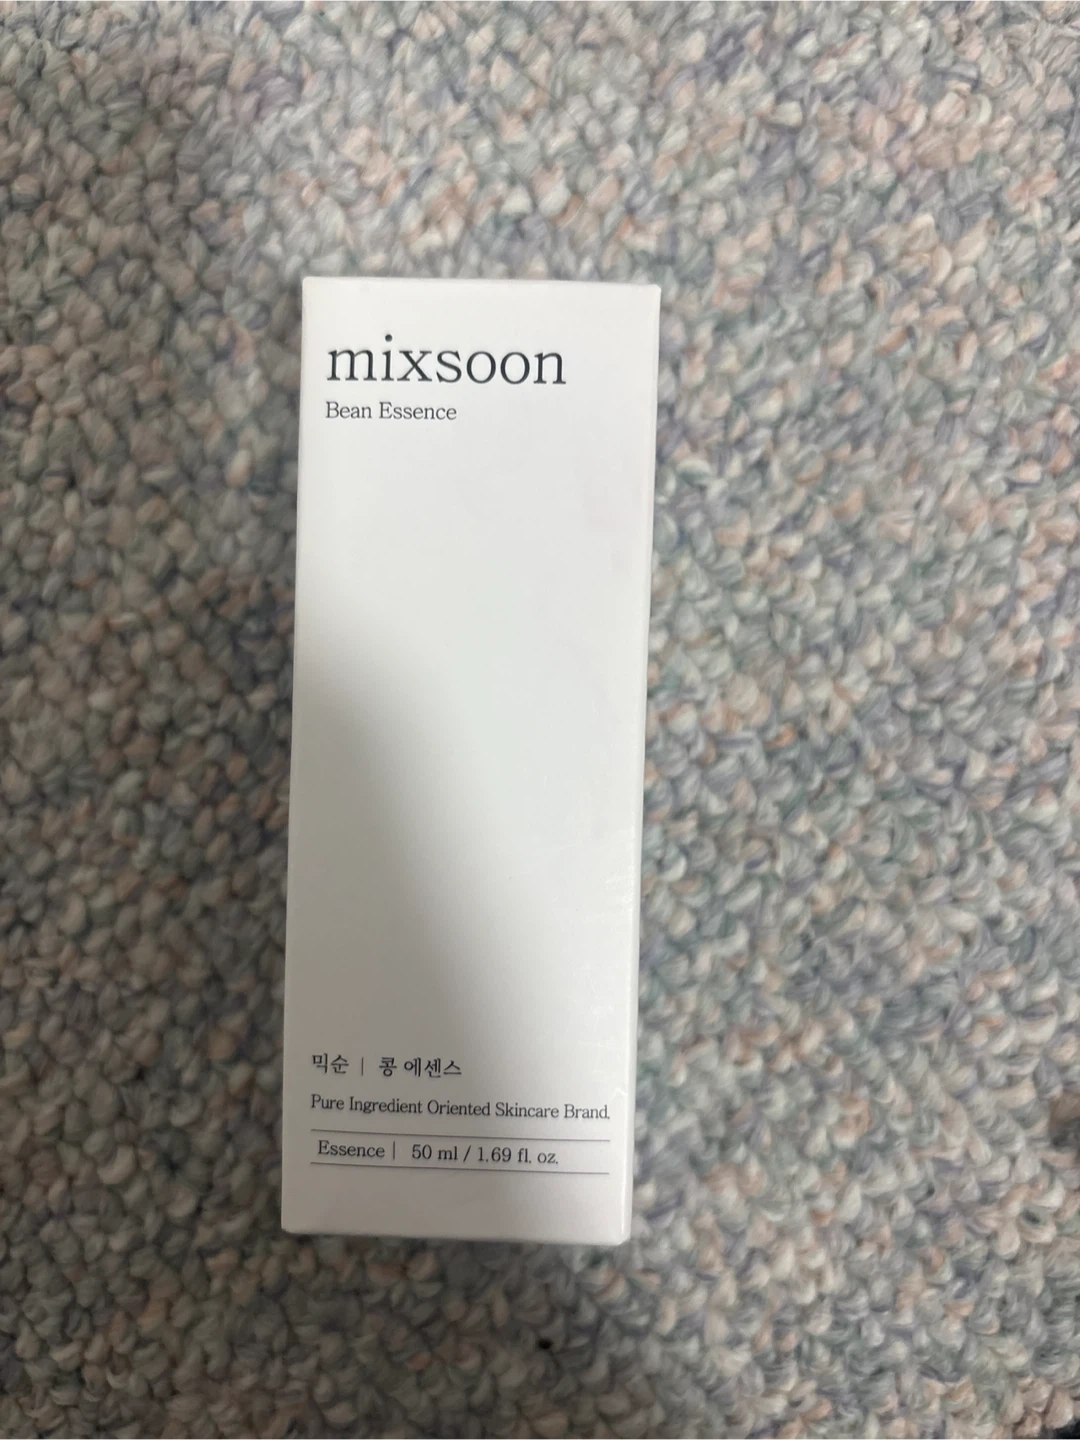 mixsoon
Bean Essence
믹순 | 콩 에센스
Pure Ingredient Oriented Skincare Brand.
Essence | 50 ml / 1.69 fl. oz.